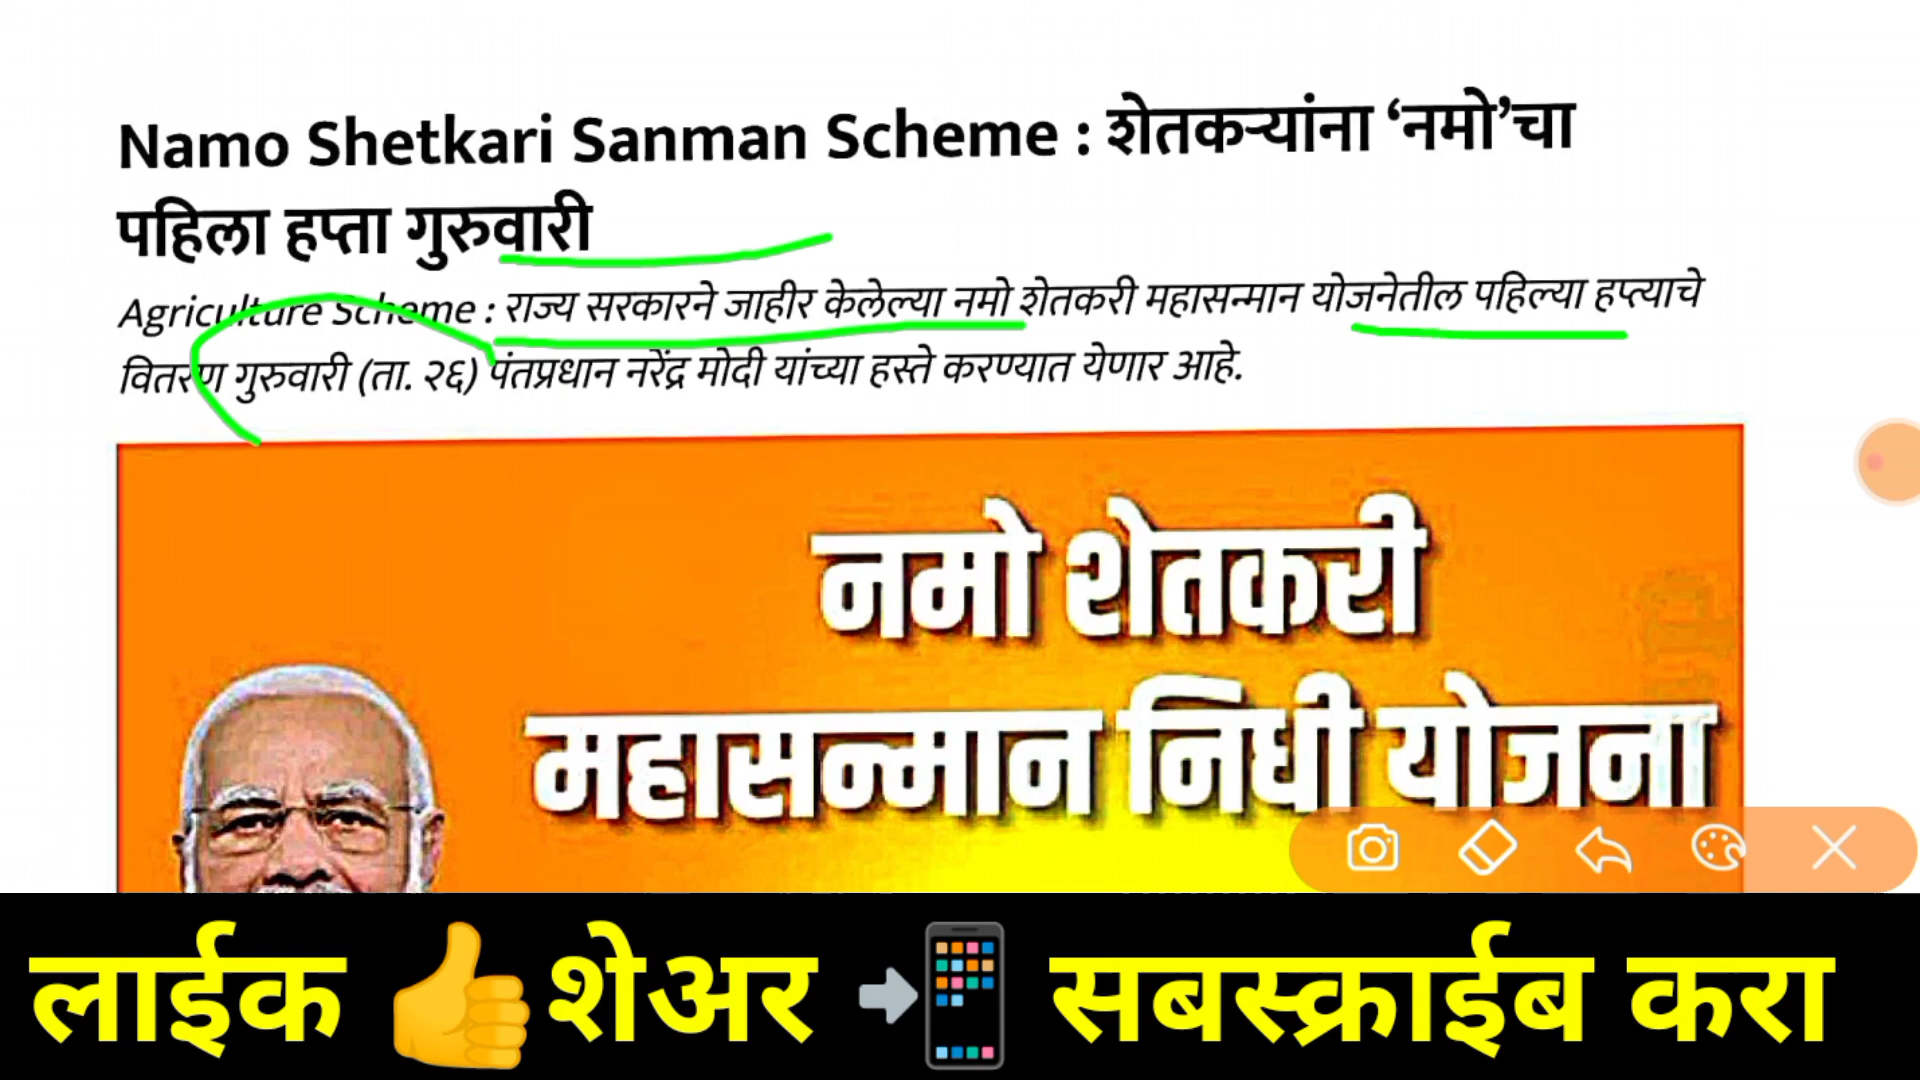 Namo Shetkari Sanman Scheme : शेतकऱ्यांना ‘नमो’चा
पहिला हप्ता गुरुवारी
Agriculture Scheme : राज्य सरकारने जाहीर केलेल्या नमो शेतकरी महासन्मान योजनेतील पहिल्या हप्त्याचे
वितरण गुरुवारी (ता. २६) पंतप्रधान नरेंद्र मोदी यांच्या हस्ते करण्यात येणार आहे.
नमो शेतकरी
महासन्मान निधी योजना
लाईक 👍 शेअर 📲 सबस्क्राईब करा